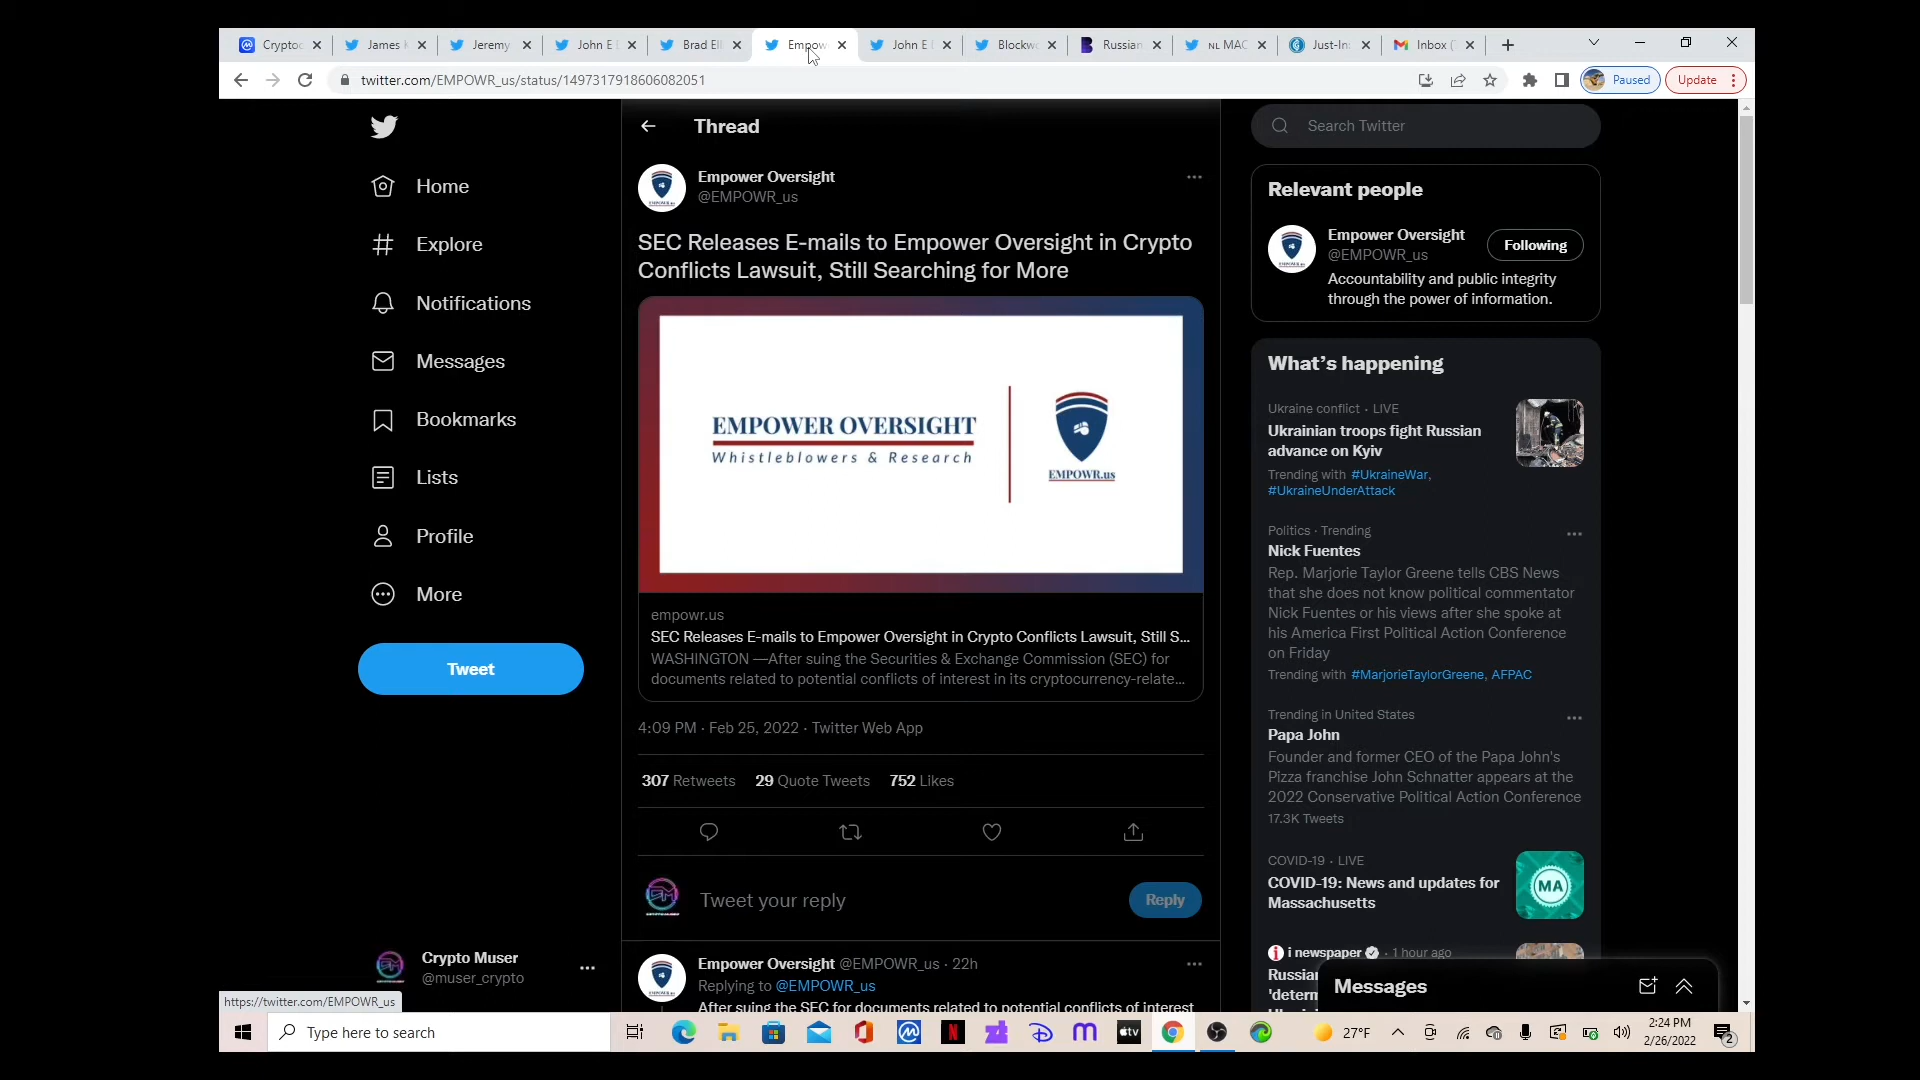 Cryptoc
James K
Jeremy
John E D
Brad Ell
Empow
John E D
Blockwo
Russian
NL MAC
Just-In:
Inbox (
twitter.com/EMPOWR_us/status/1497317918606082051
Paused
Update
Thread
Search Twitter
Home
Explore
Notifications
Messages
Bookmarks
Lists
Profile
More
Tweet
Crypto Muser
@muser_crypto
https://twitter.com/EMPOWR_us
Empower Oversight
@EMPOWR_us
SEC Releases E-mails to Empower Oversight in Crypto
Conflicts Lawsuit, Still Searching for More
EMPOWER OVERSIGHT
Whistleblowers & Research
EMPOWR.us
empowr.us
SEC Releases E-mails to Empower Oversight in Crypto Conflicts Lawsuit, Still S...
WASHINGTON —After suing the Securities & Exchange Commission (SEC) for
documents related to potential conflicts of interest in its cryptocurrency-relate...
4:09 PM · Feb 25, 2022 · Twitter Web App
307 Retweets 29 Quote Tweets 752 Likes
Tweet your reply
Reply
Empower Oversight @EMPOWR_us · 22h
Replying to @EMPOWR_us
After suing the SEC for documents related to potential conflicts of interest
Relevant people
Empower Oversight
@EMPOWR_us
Following
Accountability and public integrity
through the power of information.
What's happening
Ukraine conflict · LIVE
Ukrainian troops fight Russian
advance on Kyiv
Trending with #UkraineWar,
#UkraineUnderAttack
Politics · Trending
Nick Fuentes
Rep. Marjorie Taylor Greene tells CBS News
that she does not know political commentator
Nick Fuentes or his views after she spoke at
his America First Political Action Conference
on Friday
Trending with #MarjorieTaylorGreene, AFPAC
Trending in United States
Papa John
Founder and former CEO of the Papa John's
Pizza franchise John Schnatter appears at the
2022 Conservative Political Action Conference
17.3K Tweets
COVID-19 · LIVE
COVID-19: News and updates for
Massachusetts
MA
i newspaper · 1 hour ago
Russian
'determ
Messages
Type here to search
27°F
2:24 PM
2/26/2022
2